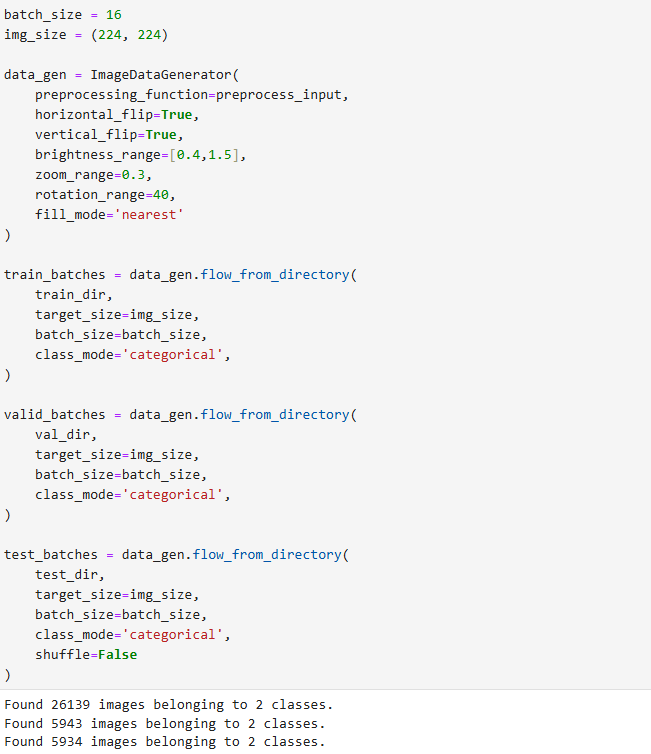 batch_size = 16
img_size = (224, 224)
data_gen = ImageDataGenerator(
    preprocessing_function=preprocess_input,
    horizontal_flip=True,
    vertical_flip=True,
    brightness_range=[0.4,1.5],
    zoom_range=0.3,
    rotation_range=40,
    fill_mode='nearest'
)
train_batches = data_gen.flow_from_directory(
    train_dir,
    target_size=img_size,
    batch_size=batch_size,
    class_mode='categorical',
)
valid_batches = data_gen.flow_from_directory(
    val_dir,
    target_size=img_size,
    batch_size=batch_size,
    class_mode='categorical',
)
test_batches = data_gen.flow_from_directory(
    test_dir,
    target_size=img_size,
    batch_size=batch_size,
    class_mode='categorical',
    shuffle=False
)
Found 26139 images belonging to 2 classes.
Found 5943 images belonging to 2 classes.
Found 5934 images belonging to 2 classes.